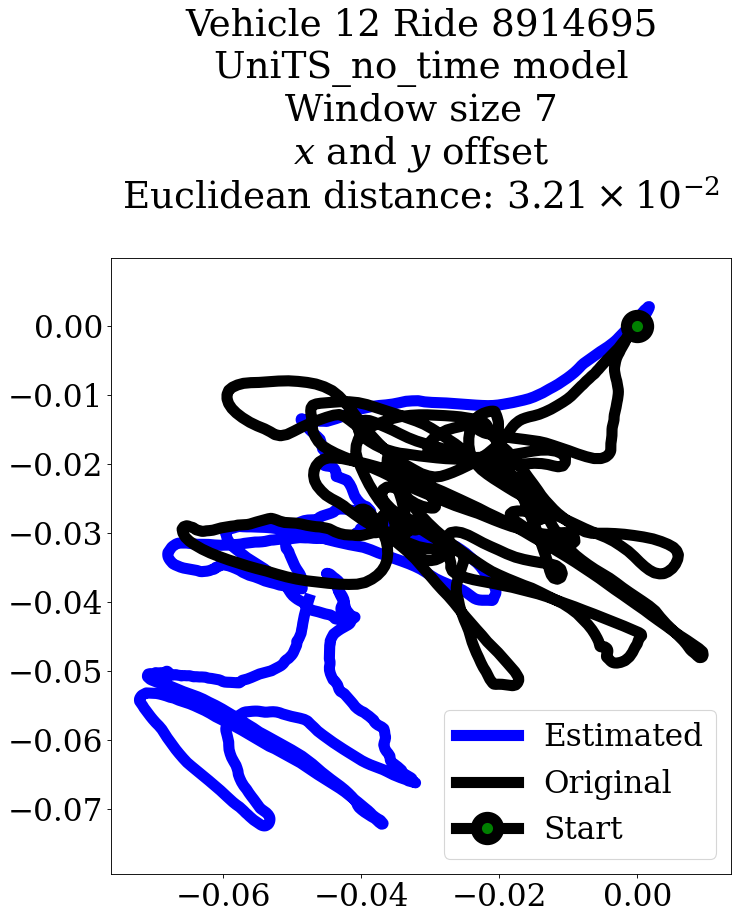 Vehicle 12 Ride 8914695
UniTS_no_time model
Window size 7
x and y offset
Euclidean distance: 3.21 × 10⁻²
0.00
−0.01
−0.02
−0.03
−0.04
−0.05
−0.06
−0.07
Estimated
Original
Start
−0.06 −0.04 −0.02 0.00